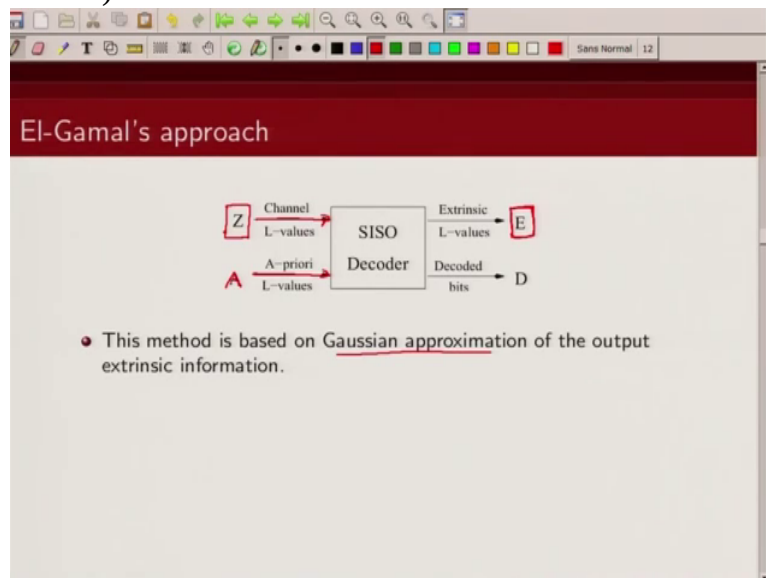 )
T
Sans Normal 12
El-Gamal's approach
Z Channel L-values SISO Decoder Extrinsic L-values E
A A-priori L-values Decoded bits D
This method is based on Gaussian approximation of the output
extrinsic information.